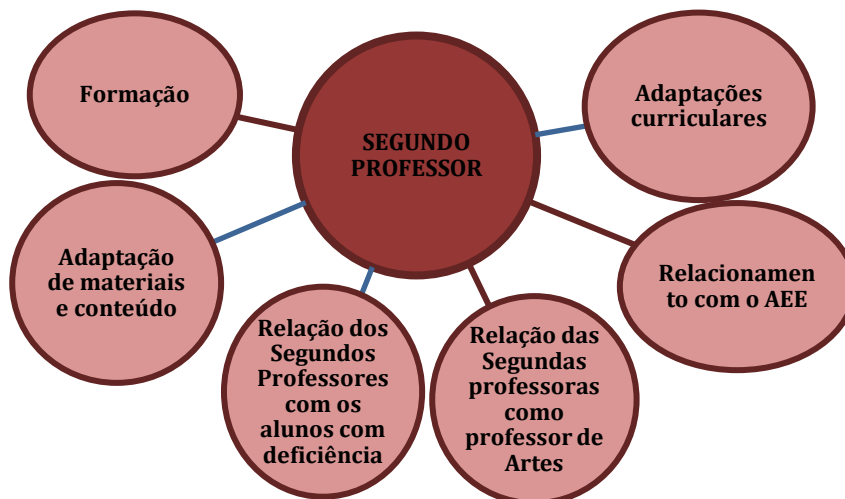 Formação
SEGUNDO
PROFESSOR
Adaptações
curriculares
Adaptação
de materiais
e conteúdo
Relacionamen
to com o AEE
Relação dos
Segundos
Professores
com os
alunos com
deficiência
Relação das
Segundas
professoras
como
professor de
Artes